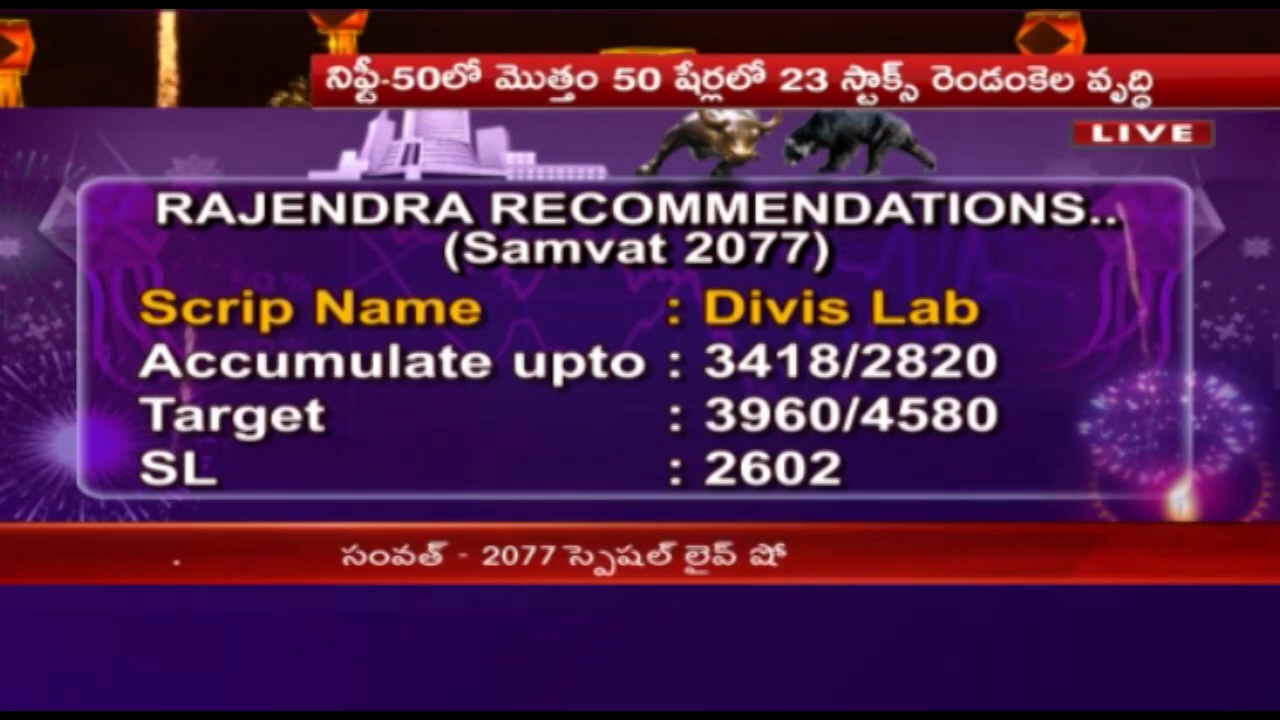 నిఫ్టీ-50లో మొత్తం 50 షేర్లలో 23 స్టాక్స్ రెండంకెల వృద్ధి
LIVE
RAJENDRA RECOMMENDATIONS..
(Samvat 2077)
Scrip Name : Divis Lab
Accumulate upto : 3418/2820
Target : 3960/4580
SL : 2602
. సంవత్ - 2077 స్పెషల్ లైవ్ షో